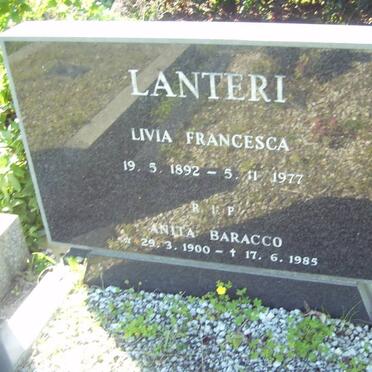 LANTERI
LIVIA FRANCESCA
19. 5. 1892 – 5. 11. 1977
R. I. P.
ANITA BARACCO
* 29. 3. 1900 – † 17. 6. 1985